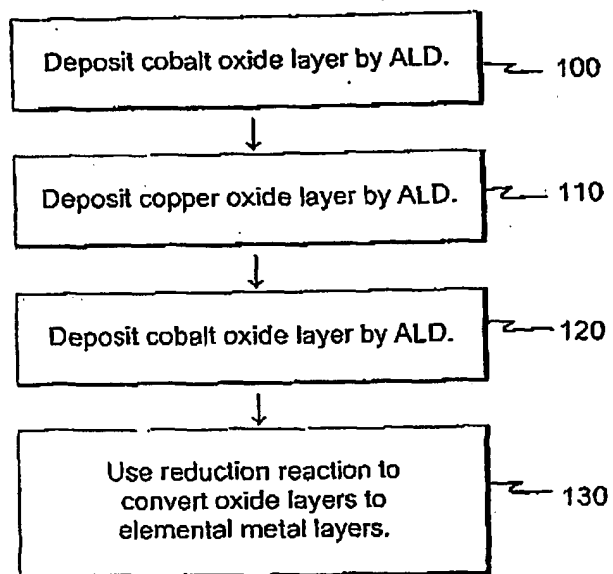 Deposit cobalt oxide layer by ALD.
100
Deposit copper oxide layer by ALD.
110
Deposit cobalt oxide layer by ALD.
120
Use reduction reaction to
convert oxide layers to
elemental metal layers.
130